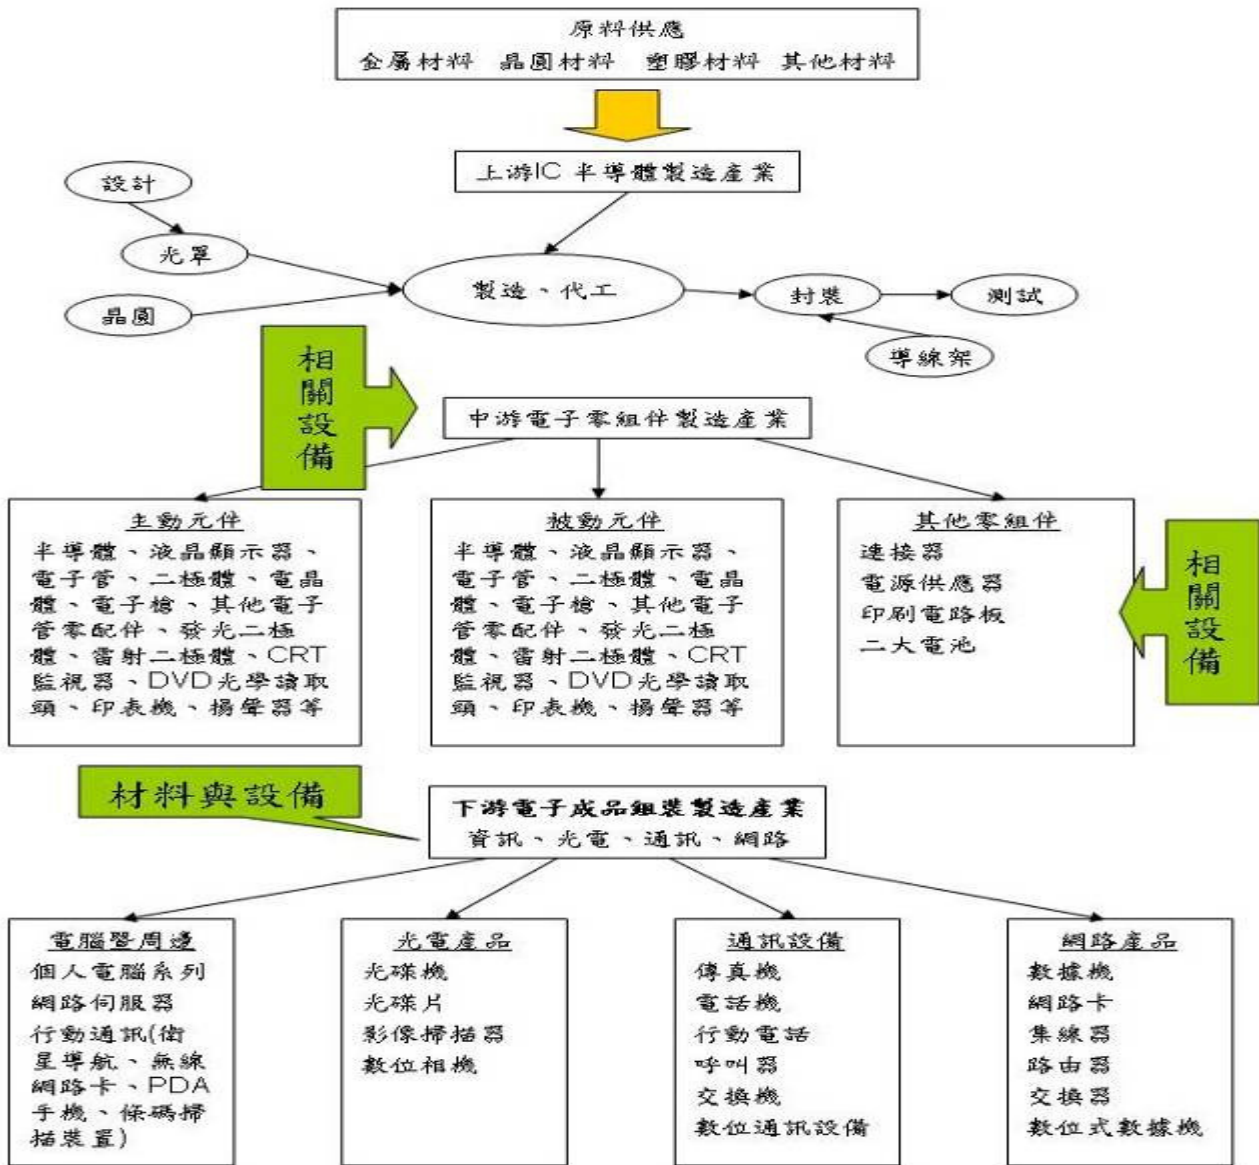 原料供應
金屬材料 晶圓材料 塑膠材料 其他材料
上游IC 半導體製造產業
設計
光罩
晶圓
製造、代工
封裝
測試
導線架
相關設備
中游電子零組件製造產業
主動元件
半導體、液晶顯示器、
電子管、二極體、電晶
體、電子槍、其他電子
管零配件、發光二極
體、雷射二極體、CRT
監視器、DVD光學讀取
頭、印表機、揚聲器等
被動元件
半導體、液晶顯示器、
電子管、二極體、電晶
體、電子槍、其他電子
管零配件、發光二極
體、雷射二極體、CRT
監視器、DVD光學讀取
頭、印表機、揚聲器等
其他零組件
連接器
電源供應器
印刷電路板
二大電池
相關設備
材料與設備
下游電子成品組裝製造產業
資訊、光電、通訊、網路
電腦暨周邊
個人電腦系列
網路伺服器
行動通訊(衛
星導航、無線
網路卡、PDA
手機、條碼掃
描裝置)
光電產品
光碟機
光碟片
影像掃描器
數位相機
通訊設備
傳真機
電話機
行動電話
呼叫器
交換機
數位通訊設備
網路產品
數據機
網路卡
集線器
路由器
交換器
數位式數據機